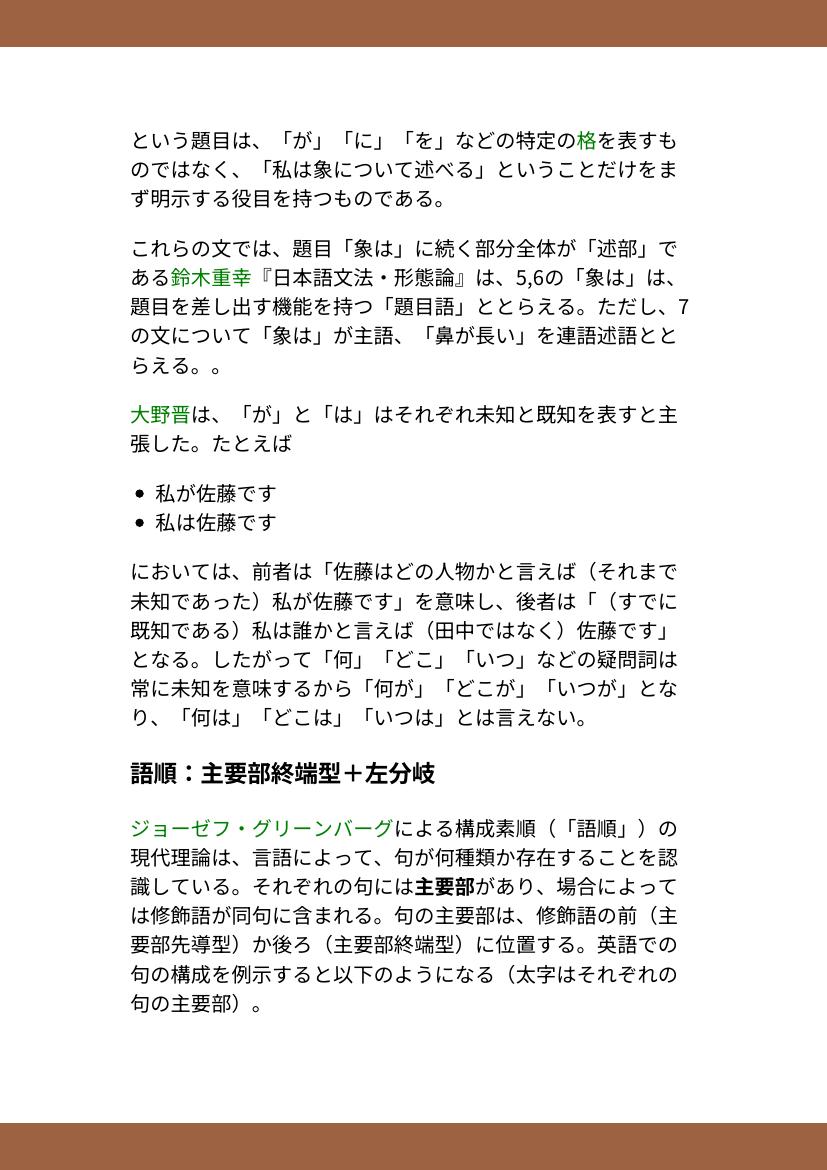 という題目は、「が」「に」「を」などの特定の格を表すも
のではなく、「私は象について述べる」ということだけをま
ず明示する役目を持つものである。
これらの文では、題目「象は」に続く部分全体が「述部」で
ある鈴木重幸『日本語文法・形態論』は、5,6の「象は」は、
題目を差し出す機能を持つ「題目語」ととらえる。ただし、7
の文について「象は」が主語、「鼻が長い」を連語述語とと
らえる。。
大野晋は、「が」と「は」はそれぞれ未知と既知を表すと主
張した。たとえば
• 私が佐藤です
• 私は佐藤です
においては、前者は「佐藤はどの人物かと言えば（それまで
未知であった）私が佐藤です」を意味し、後者は「（すでに
既知である）私は誰かと言えば（田中ではなく）佐藤です」
となる。したがって「何」「どこ」「いつ」などの疑問詞は
常に未知を意味するから「何が」「どこが」「いつが」とな
り、「何は」「どこは」「いつは」とは言えない。
語順：主要部終端型＋左分岐
ジョーゼフ・グリーンバーグによる構成素順（「語順」）の
現代理論は、言語によって、句が何種類か存在することを認
識している。それぞれの句には主要部があり、場合によって
は修飾語が同句に含まれる。句の主要部は、修飾語の前（主
要部先導型）か後ろ（主要部終端型）に位置する。英語での
句の構成を例示すると以下のようになる（太字はそれぞれの
句の主要部）。